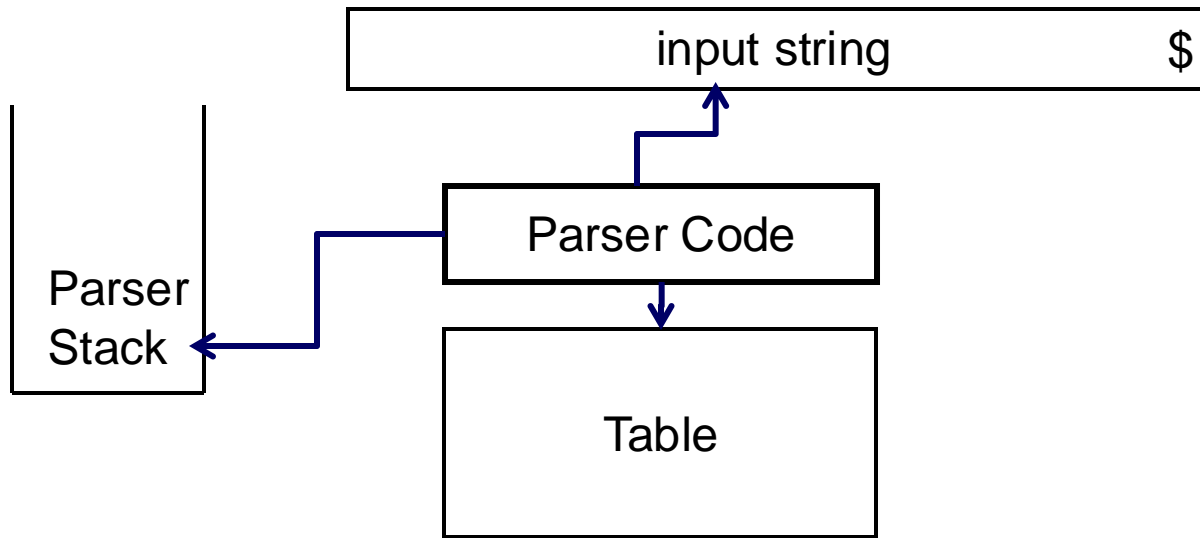 input string $
Parser Code
Parser
Stack
Table